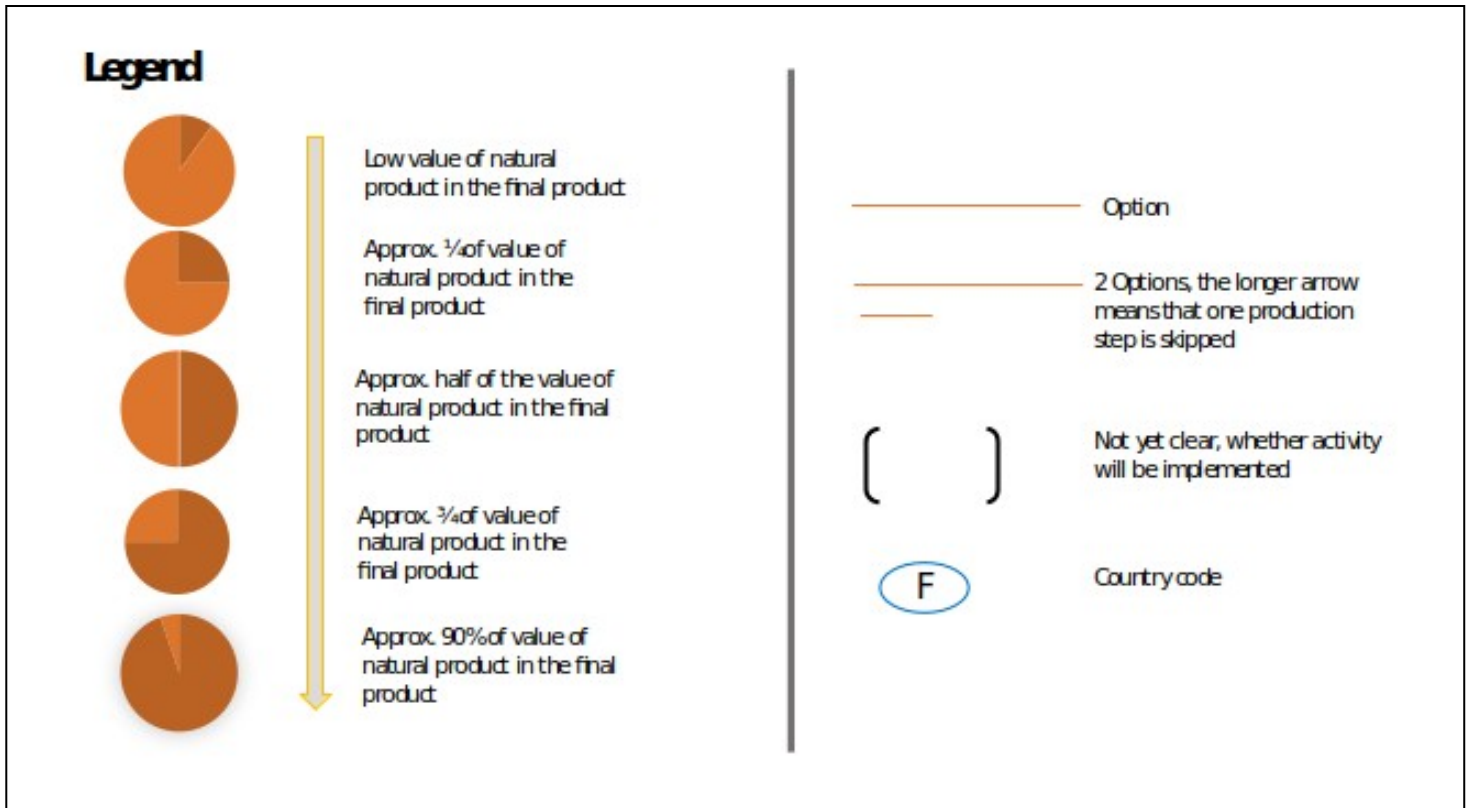 Legend
Low value of natural
product in the final product
Approx. ¼ of value of
natural product in the
final product
Approx. half of the value of
natural product in the final
product
Approx. ¾ of value of
natural product in the
final product
Approx. 90% of value of
natural product in the final
product
Option
2 Options, the longer arrow
means that one production
step is skipped
Not yet clear, whether activity
will be implemented
F
Country code